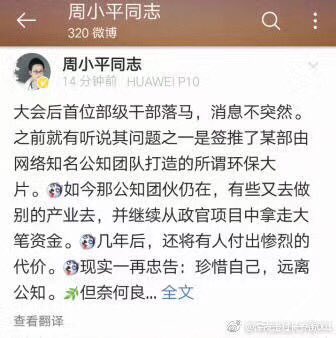 周小平同志
320 微博
周小平同志
14 分钟前 HUAWEI P10
大会后首位部级干部落马，消息不突然。
之前就有听说其问题之一是签推了某部由
网络知名公知团队打造的所谓环保大
片。如今那公知团伙仍在，有些又去做
别的产业去，并继续从政官项目中拿走大
笔资金。几年后，还将有人付出惨烈的
代价。现实一再忠告：珍惜自己，远离
公知。但奈何良... 全文
查看翻译